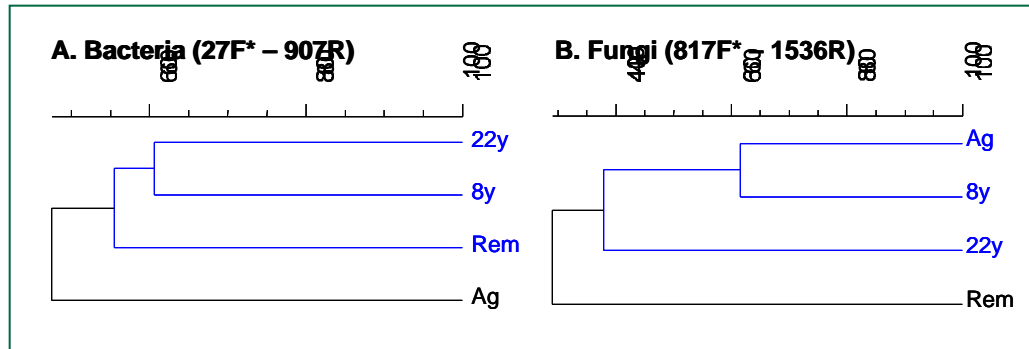 A. Bacteria (27F* – 907R)
60
80
100
22y
8y
Rem
Ag
B. Fungi (817F* – 1536R)
40
60
80
100
Ag
8y
22y
Rem